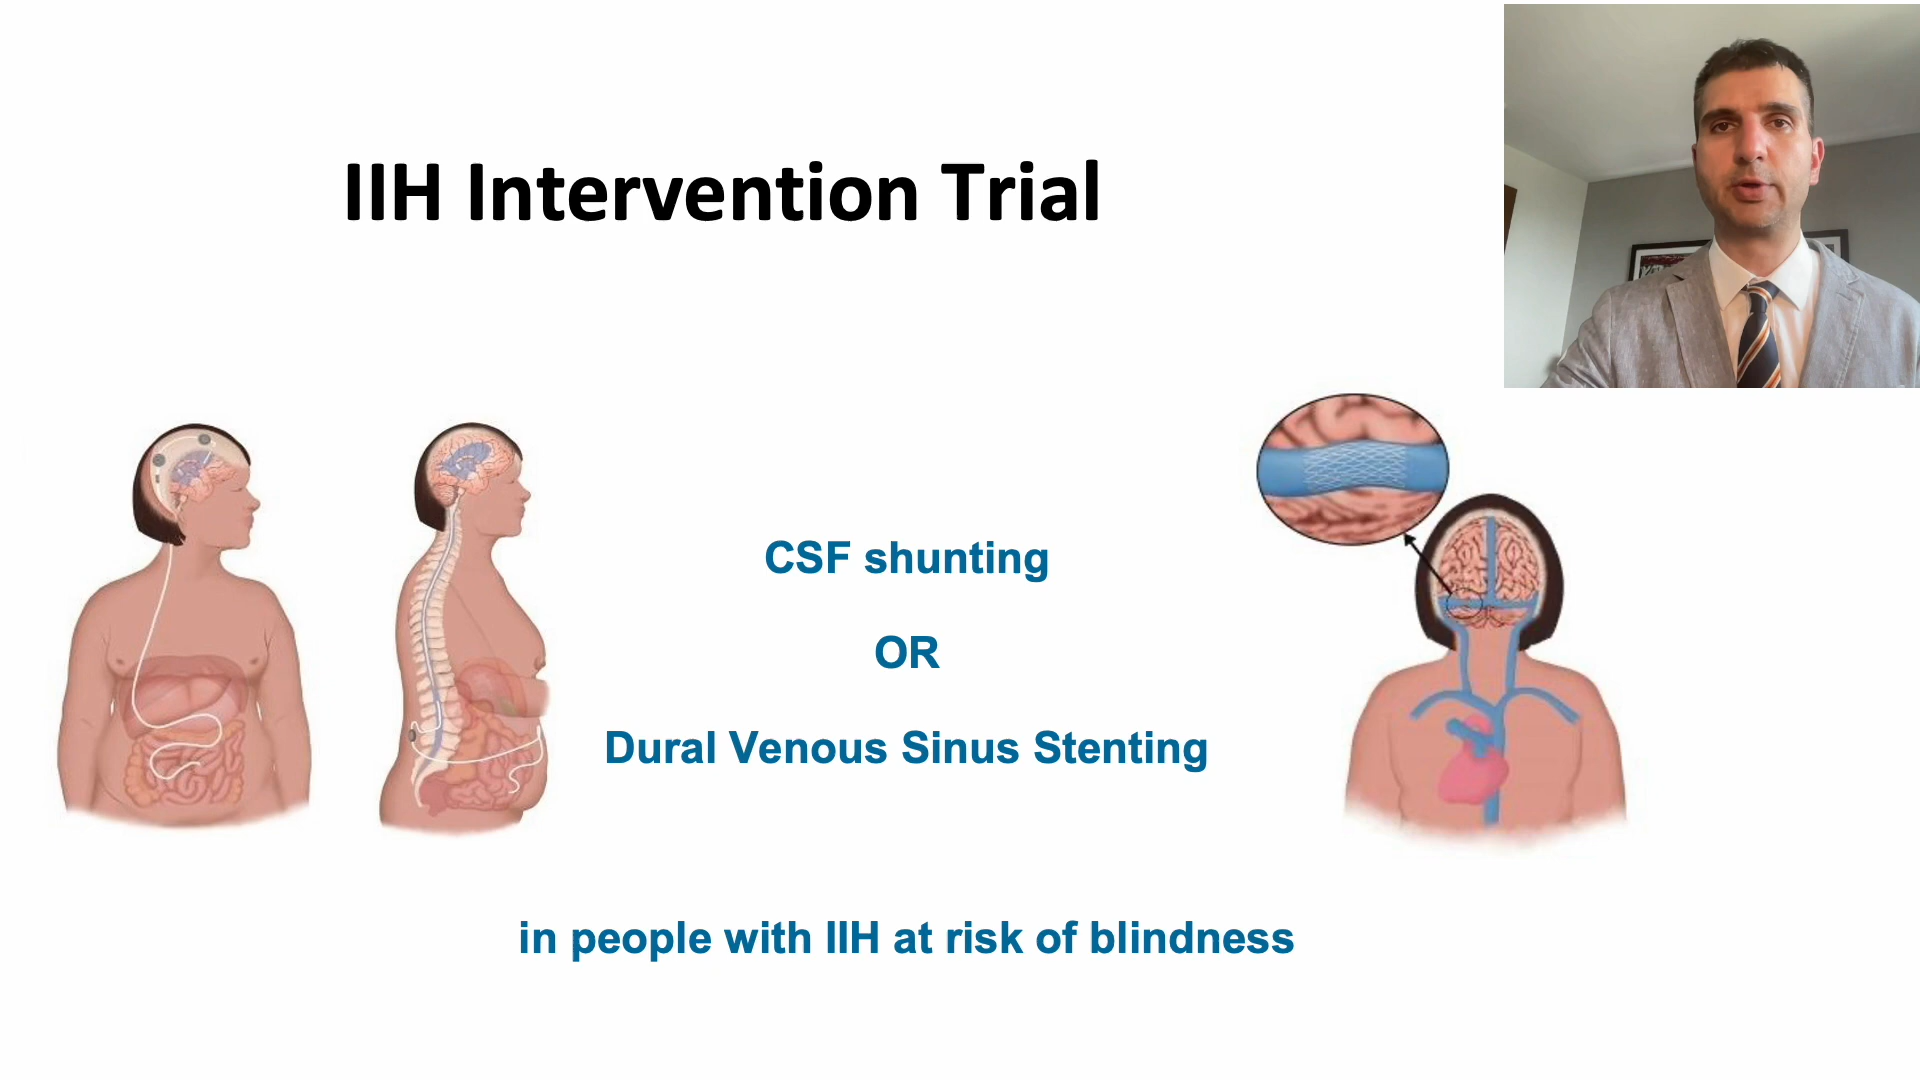 IIH Intervention Trial
CSF shunting
OR
Dural Venous Sinus Stenting
in people with IIH at risk of blindness